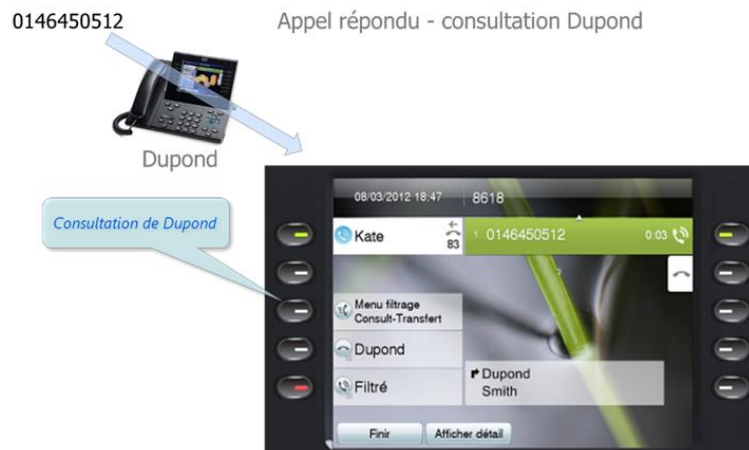 0146450512
Appel répondu - consultation Dupond
Dupond
Consultation de Dupond
08/03/2012 18:47
8618
Kate
83
1 0146450512
0:03
Menu filtrage
Consult-Transfert
Dupond
Filtré
Dupond
Smith
Finir
Afficher détail